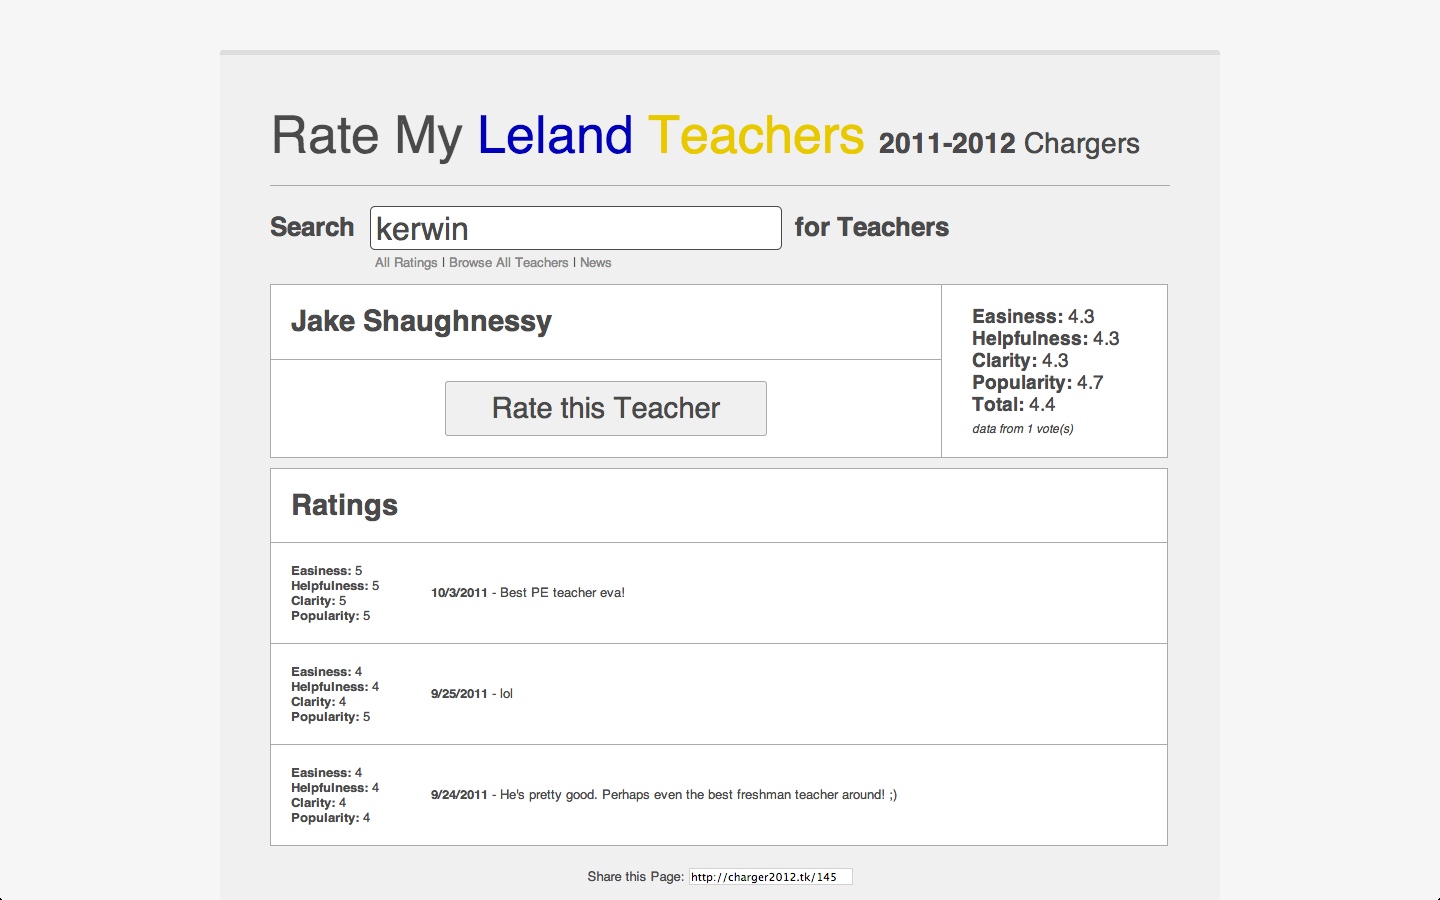 Rate My Leland Teachers 2011-2012 Chargers
Search kerwin for Teachers
All Ratings | Browse All Teachers | News
Jake Shaughnessy
Rate this Teacher
Easiness: 4.3
Helpfulness: 4.3
Clarity: 4.3
Popularity: 4.7
Total: 4.4
data from 1 vote(s)
Ratings
Easiness: 5
Helpfulness: 5
Clarity: 5
Popularity: 5
10/3/2011 - Best PE teacher eva!
Easiness: 4
Helpfulness: 4
Clarity: 4
Popularity: 5
9/25/2011 - lol
Easiness: 4
Helpfulness: 4
Clarity: 4
Popularity: 4
9/24/2011 - He's pretty good. Perhaps even the best freshman teacher around! ;)
Share this Page: http://charger2012.tk/145